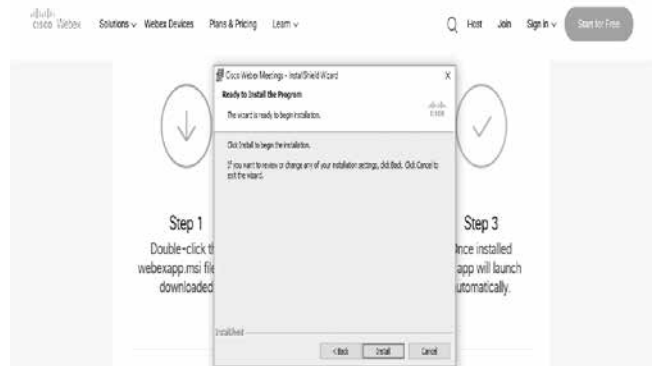 cisco Webex
Solutions Webex Devices Plans & Pricing Learn
Host Join Sign in Start for Free
Cisco Webex Meetings - InstallShield Wizard
X
Ready to Install the Program
The wizard is ready to begin installation.
CISCO
Click Install to begin the installation.
If you want to review or change any of your installation settings, click Back. Click Cancel to
exit the wizard.
Step 1
Double-click th
webexapp.msi file
downloaded
Step 3
Once installed
app will launch
utomatically.
InstallShield
< Back Install Cancel